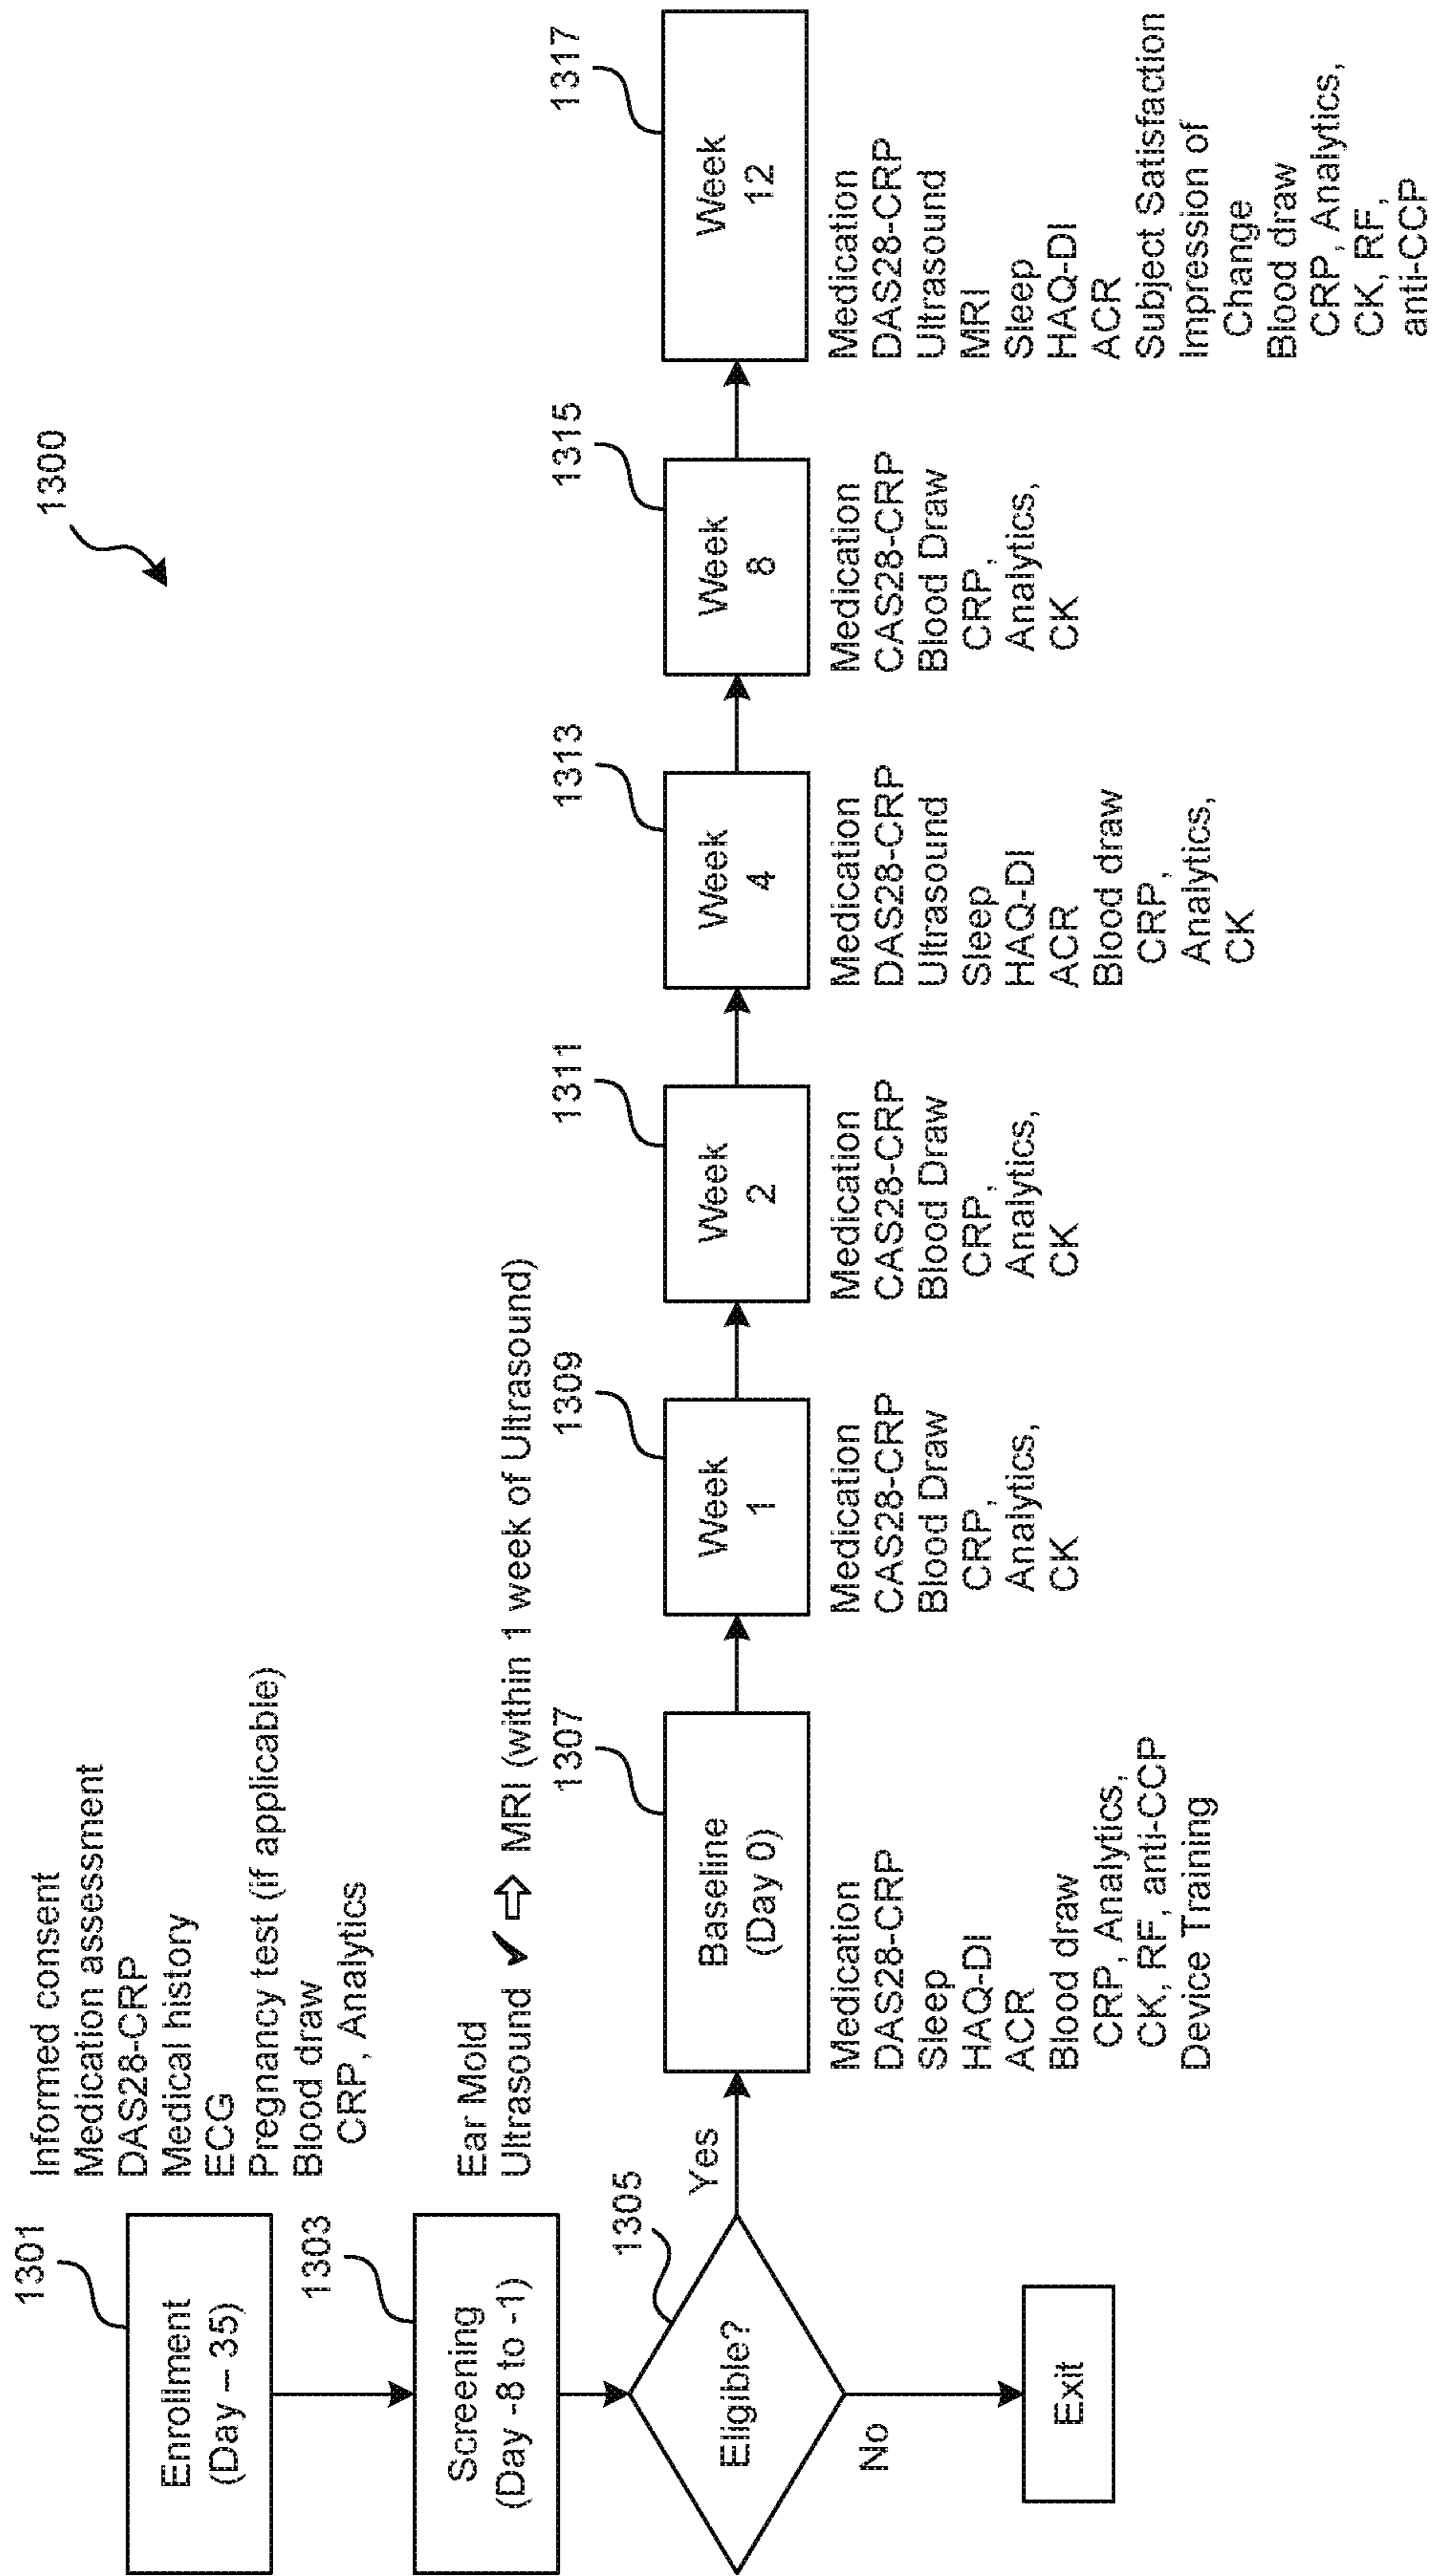 1300
1301
Enrollment
(Day – 35)
Informed consent
Medication assessment
DAS28-CRP
Medical history
ECG
Pregnancy test (if applicable)
Blood draw
CRP, Analytics
1303
Screening
(Day -8 to -1)
Ear Mold
Ultrasound ✔ ⇨ MRI (within 1 week of Ultrasound)
1305
Eligible?
Yes
No
Exit
1307
Baseline
(Day 0)
Medication
DAS28-CRP
Sleep
HAQ-DI
ACR
Blood draw
CRP, Analytics,
CK, RF, anti-CCP
Device Training
1309
Week
1
Medication
CAS28-CRP
Blood Draw
CRP,
Analytics,
CK
1311
Week
2
Medication
CAS28-CRP
Blood Draw
CRP,
Analytics,
CK
1313
Week
4
Medication
DAS28-CRP
Ultrasound
Sleep
HAQ-DI
ACR
Blood draw
CRP,
Analytics,
CK
1315
Week
8
Medication
CAS28-CRP
Blood Draw
CRP,
Analytics,
CK
1317
Week
12
Medication
DAS28-CRP
Ultrasound
MRI
Sleep
HAQ-DI
ACR
Subject Satisfaction
Impression of
Change
Blood draw
CRP, Analytics,
CK, RF,
anti-CCP